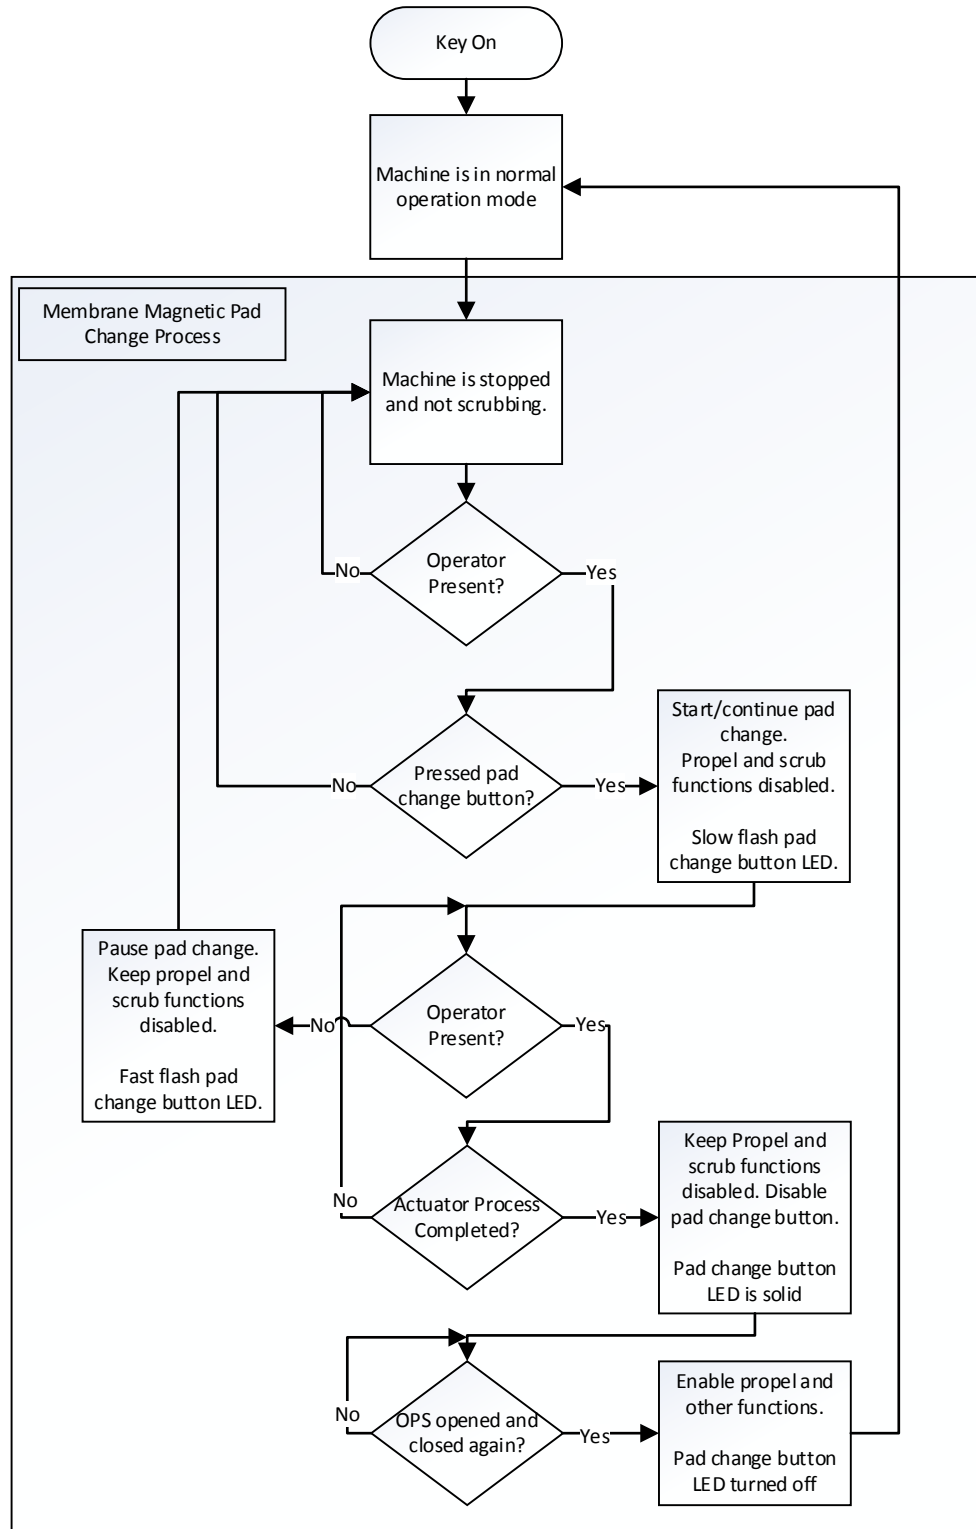 Key On
Machine is in normal
operation mode
Membrane Magnetic Pad
Change Process
Machine is stopped
and not scrubbing.
Operator
Present?
No
Yes
Pressed pad
change button?
No
Yes
Start/continue pad
change.
Propel and scrub
functions disabled.
Slow flash pad
change button LED.
Pause pad change.
Keep propel and
scrub functions
disabled.
Fast flash pad
change button LED.
No
Operator
Present?
Yes
Actuator Process
Completed?
No
Yes
Keep Propel and
scrub functions
disabled. Disable
pad change button.
Pad change button
LED is solid
OPS opened and
closed again?
No
Yes
Enable propel and
other functions.
Pad change button
LED turned off